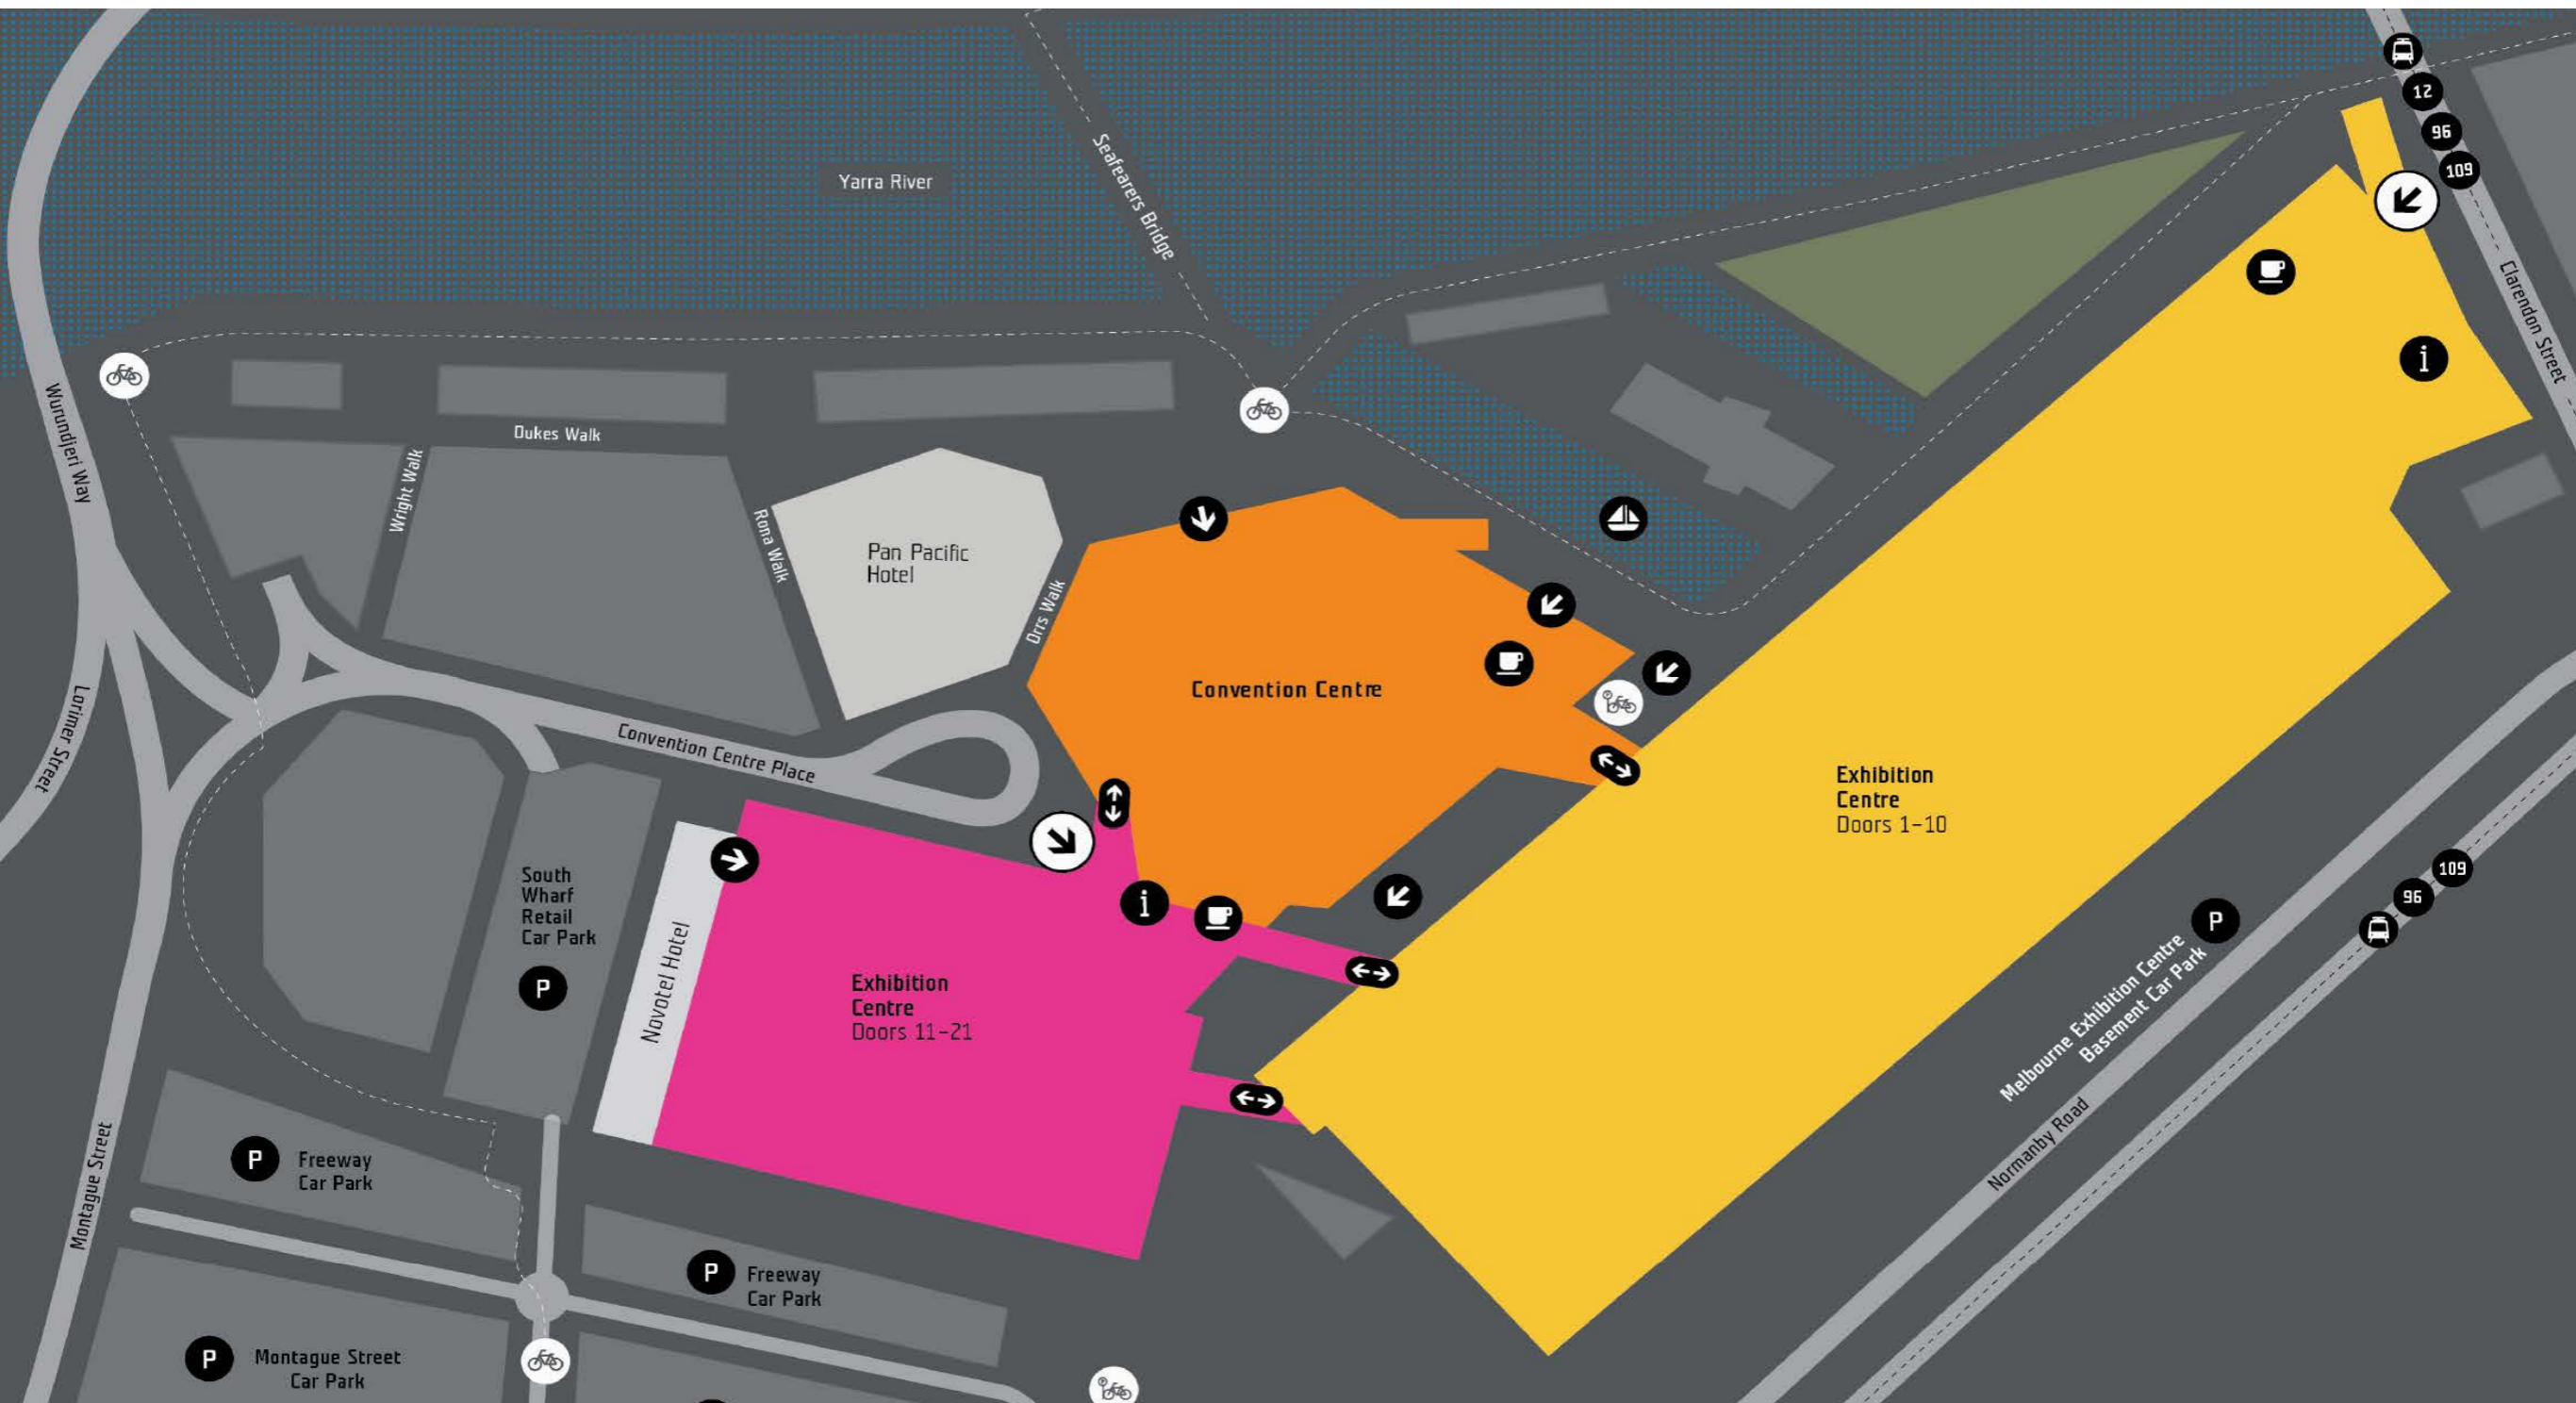 12
96
109
Yarra River
Seafarers Bridge
Clarendon Street
i
Wurundjeri Way
Dukes Walk
Wright Walk
Rona Walk
Pan Pacific
Hotel
Orrs Walk
Convention Centre
Lorimer Street
Convention Centre Place
Exhibition
Centre
Doors 1-10
109
96
P
Melbourne Exhibition Centre
Basement Car Park
South
Wharf
Retail
Car Park
P
Novotel Hotel
i
Exhibition
Centre
Doors 11-21
Normanby Road
Montague Street
P
Freeway
Car Park
P
Freeway
Car Park
P
Montague Street
Car Park